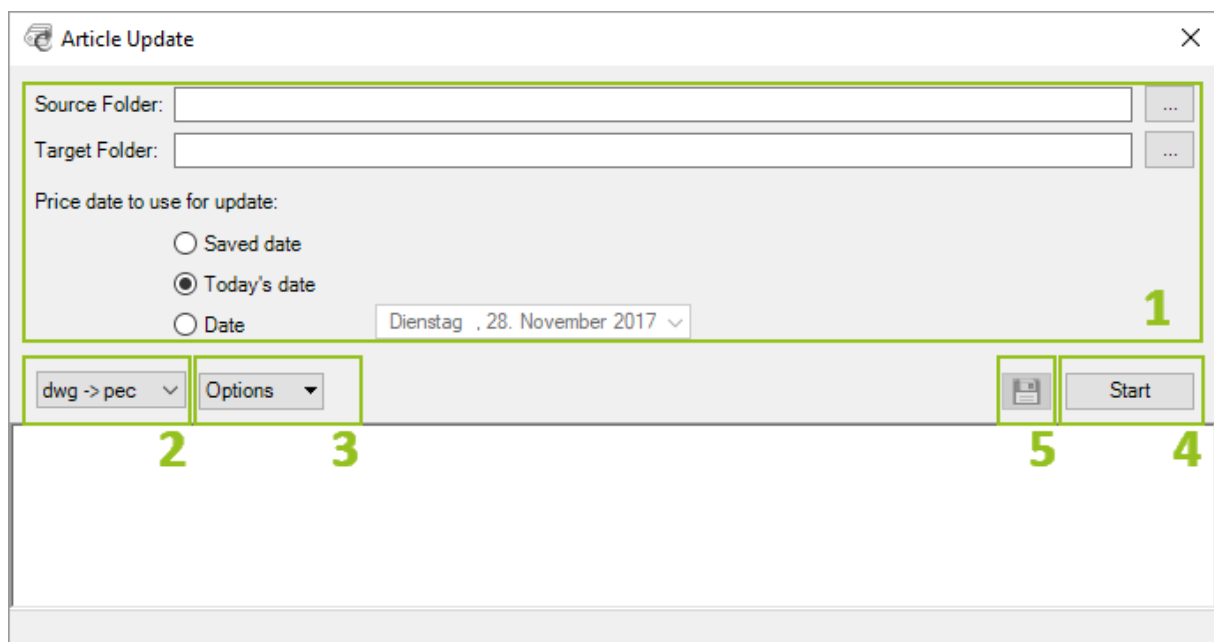 Article Update
Source Folder: ...
Target Folder: ...
Price date to use for update:
Saved date
Today's date
Date Dienstag , 28. November 2017
1
dwg -> pec Options Start
2 3 5 4